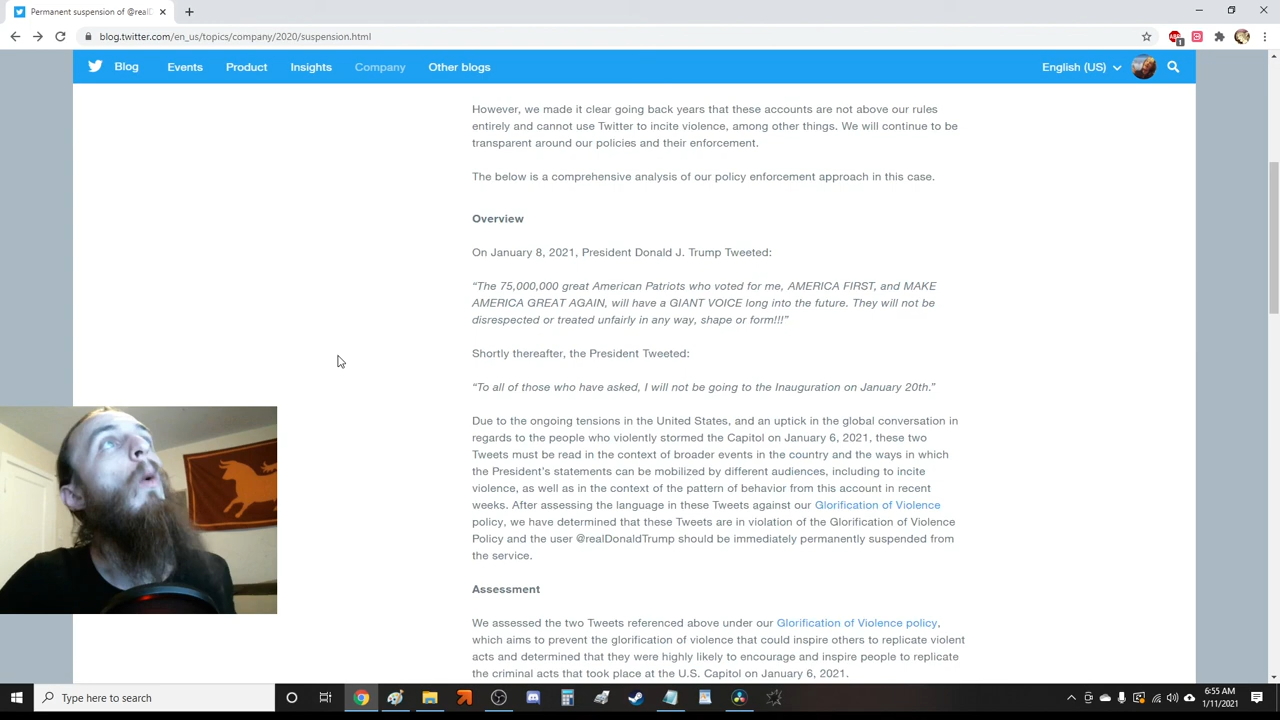 Permanent suspension of @realD
blog.twitter.com/en_us/topics/company/2020/suspension.html
1
Blog Events Product Insights Company Other blogs English (US)
However, we made it clear going back years that these accounts are not above our rules
entirely and cannot use Twitter to incite violence, among other things. We will continue to be
transparent around our policies and their enforcement.
The below is a comprehensive analysis of our policy enforcement approach in this case.
Overview
On January 8, 2021, President Donald J. Trump Tweeted:
“The 75,000,000 great American Patriots who voted for me, AMERICA FIRST, and MAKE
AMERICA GREAT AGAIN, will have a GIANT VOICE long into the future. They will not be
disrespected or treated unfairly in any way, shape or form!!!”
Shortly thereafter, the President Tweeted:
“To all of those who have asked, I will not be going to the Inauguration on January 20th.”
Due to the ongoing tensions in the United States, and an uptick in the global conversation in
regards to the people who violently stormed the Capitol on January 6, 2021, these two
Tweets must be read in the context of broader events in the country and the ways in which
the President’s statements can be mobilized by different audiences, including to incite
violence, as well as in the context of the pattern of behavior from this account in recent
weeks. After assessing the language in these Tweets against our Glorification of Violence
policy, we have determined that these Tweets are in violation of the Glorification of Violence
Policy and the user @realDonaldTrump should be immediately permanently suspended from
the service.
Assessment
We assessed the two Tweets referenced above under our Glorification of Violence policy,
which aims to prevent the glorification of violence that could inspire others to replicate violent
acts and determined that they were highly likely to encourage and inspire people to replicate
the criminal acts that took place at the U.S. Capitol on January 6, 2021.
Type here to search
6:55 AM
1/11/2021